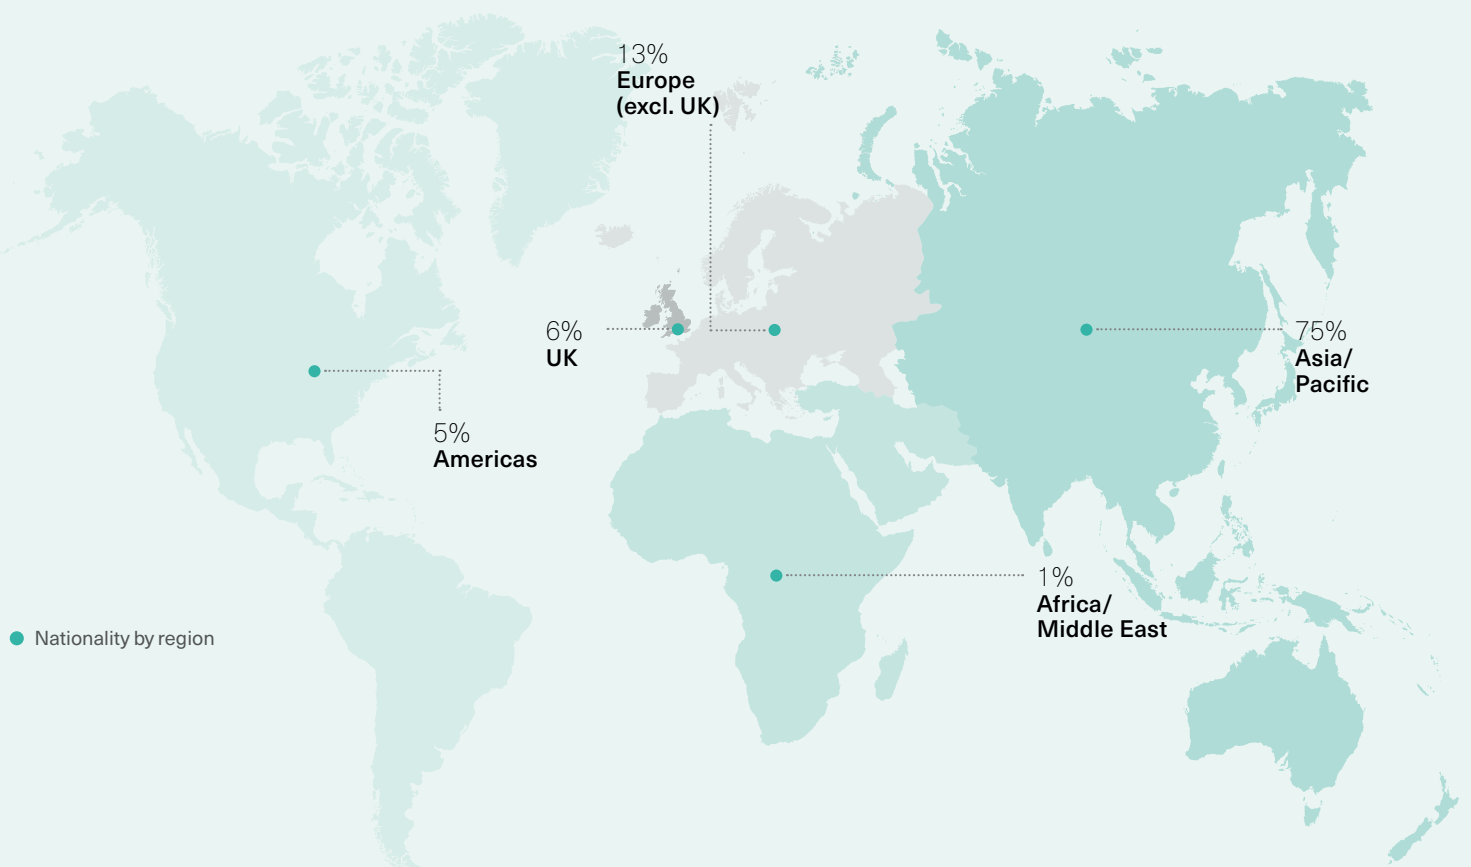 13%
Europe
(excl. UK)
6%
UK
75%
Asia/
Pacific
5%
Americas
1%
Africa/
Middle East
Nationality by region